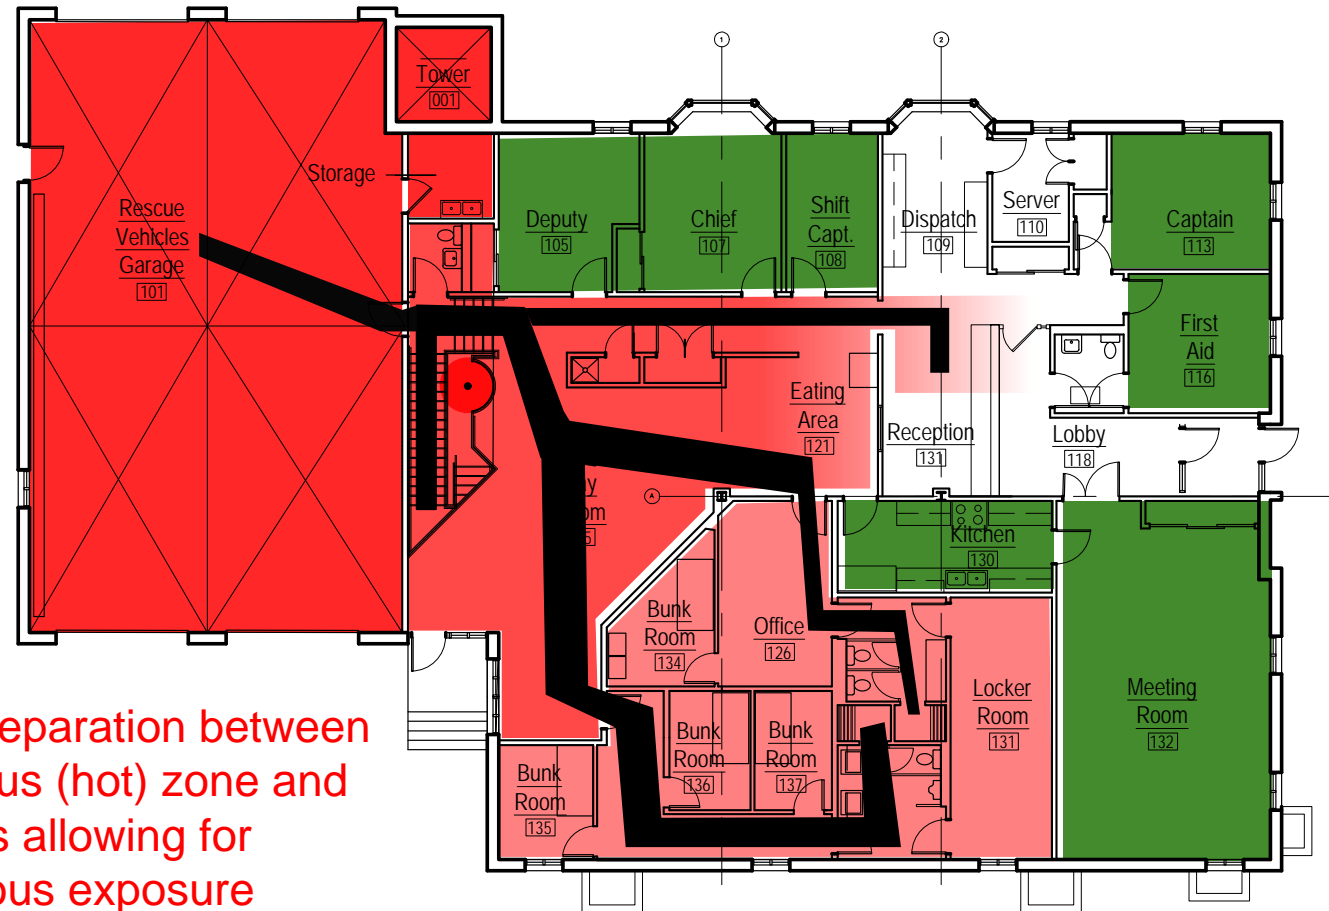 1
2
Tower
001
Storage
Rescue
Vehicles
Garage
101
Deputy
105
Chief
107
Shift
Capt.
108
Dispatch
109
Server
110
Captain
113
First
Aid
116
Eating
Area
121
Reception
131
Lobby
118
A
Kitchen
130
Bunk
Room
134
Office
126
Locker
Room
131
Meeting
Room
132
Bunk
Room
136
Bunk
Room
137
Bunk
Room
135
eparation between
us (hot) zone and
s allowing for
ous exposure